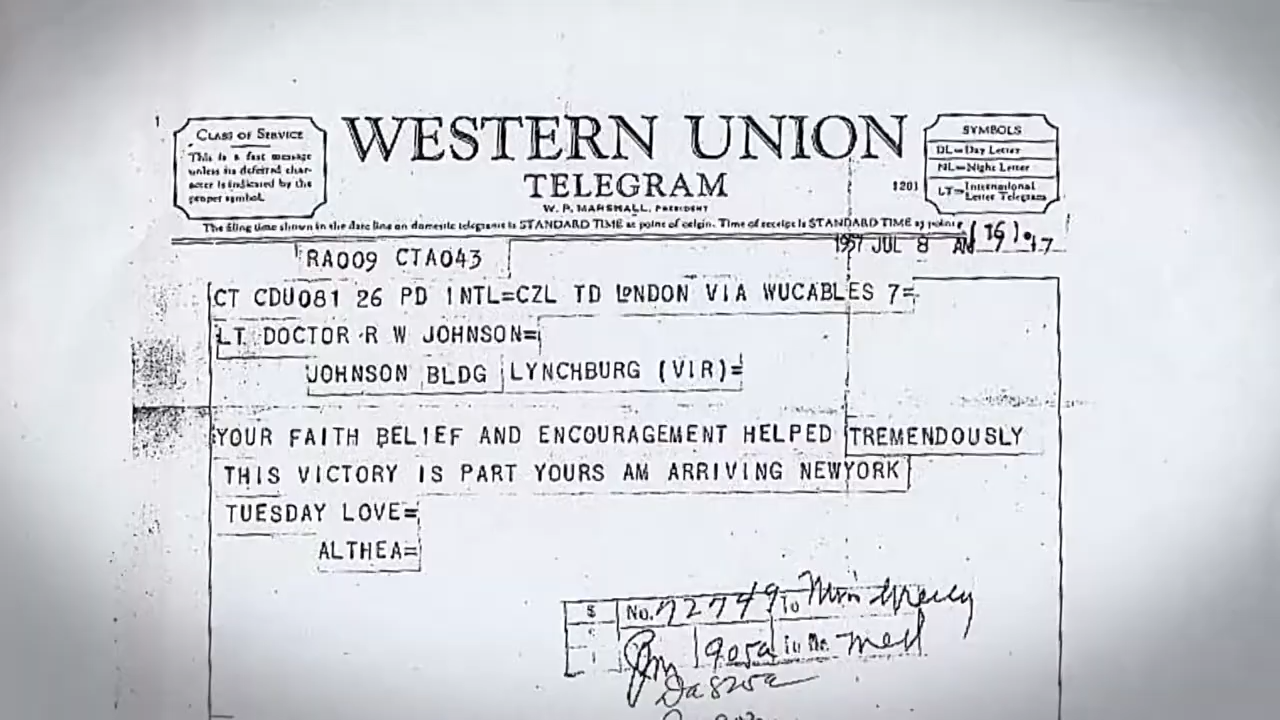 CLASS OF SERVICE
This is a fast message
unless its deferred char-
acter is indicated by the
proper symbol.
WESTERN UNION
TELEGRAM
W. P. MARSHALL, PRESIDENT
1201
SYMBOLS
DL=Day Letter
NL=Night Letter
LT=International
Letter Telegram
The filing time shown in the date line on domestic telegrams is STANDARD TIME at point of origin. Time of receipt is STANDARD TIME at point
1957 JUL 8 AM
RA009 CTA043
CT CDU081 26 PD INTL=CZL TD LONDON VIA WUCABLES 7=
LT DOCTOR R W JOHNSON=
JOHNSON BLDG LYNCHBURG (VIR)=
YOUR FAITH BELIEF AND ENCOURAGEMENT HELPED TREMENDOUSLY
THIS VICTORY IS PART YOURS AM ARRIVING NEWYORK
TUESDAY LOVE=
ALTHEA=
$ No. 72749 To
905a